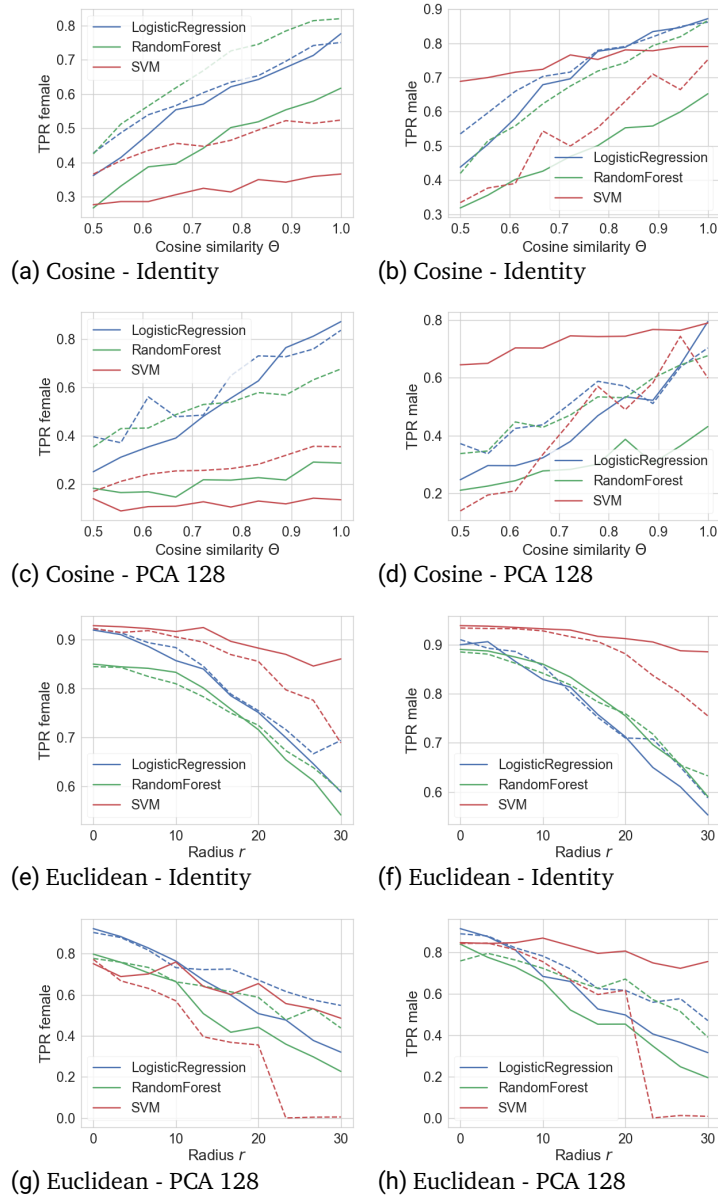 TPR female
0.8
0.7
0.6
0.5
0.4
0.3
LogisticRegression
RandomForest
SVM
0.5 0.6 0.7 0.8 0.9 1.0
Cosine similarity Θ
(a) Cosine - Identity
TPR male
0.9
0.8
0.7
0.6
0.5
0.4
0.3
LogisticRegression
RandomForest
SVM
0.5 0.6 0.7 0.8 0.9 1.0
Cosine similarity Θ
(b) Cosine - Identity
TPR female
0.8
0.6
0.4
0.2
LogisticRegression
RandomForest
SVM
0.5 0.6 0.7 0.8 0.9 1.0
Cosine similarity Θ
(c) Cosine - PCA 128
TPR male
0.8
0.6
0.4
0.2
LogisticRegression
RandomForest
SVM
0.5 0.6 0.7 0.8 0.9 1.0
Cosine similarity Θ
(d) Cosine - PCA 128
TPR female
0.9
0.8
0.7
0.6
LogisticRegression
RandomForest
SVM
0 10 20 30
Radius r
(e) Euclidean - Identity
TPR male
0.9
0.8
0.7
0.6
LogisticRegression
RandomForest
SVM
0 10 20 30
Radius r
(f) Euclidean - Identity
TPR female
0.8
0.6
0.4
0.2
0.0
LogisticRegression
RandomForest
SVM
0 10 20 30
Radius r
(g) Euclidean - PCA 128
TPR male
0.8
0.6
0.4
0.2
0.0
LogisticRegression
RandomForest
SVM
0 10 20 30
Radius r
(h) Euclidean - PCA 128